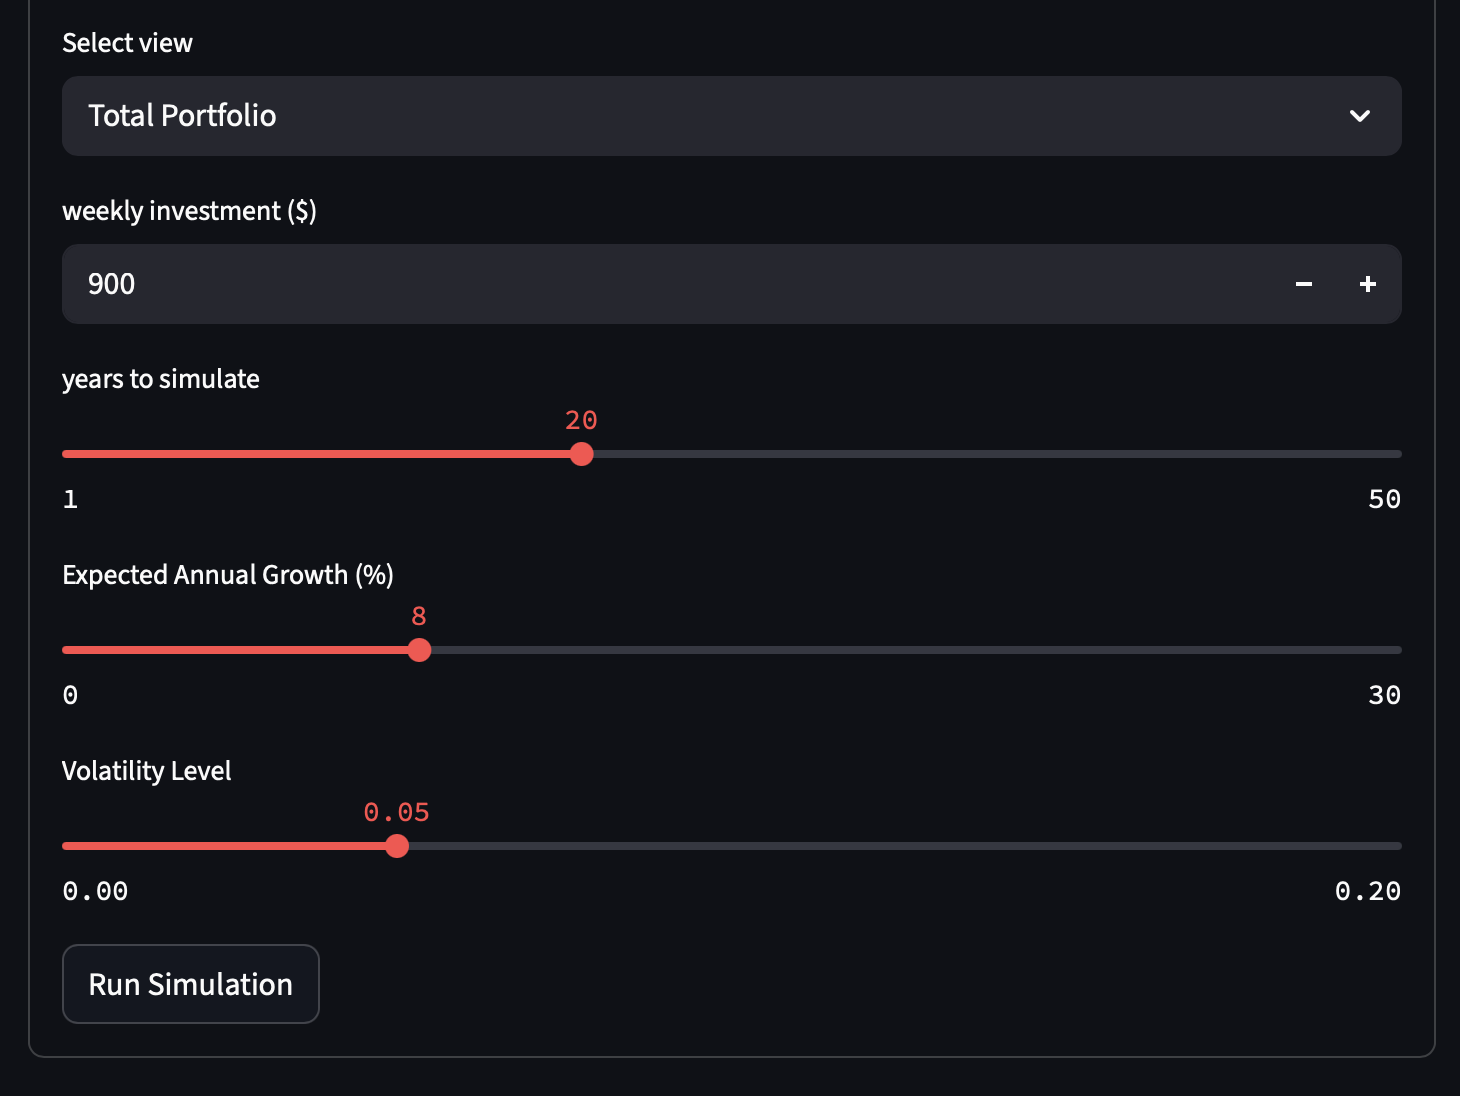 Select view
Total Portfolio
weekly investment ($)
900
years to simulate
20
1 50
Expected Annual Growth (%)
8
0 30
Volatility Level
0.05
0.00 0.20
Run Simulation